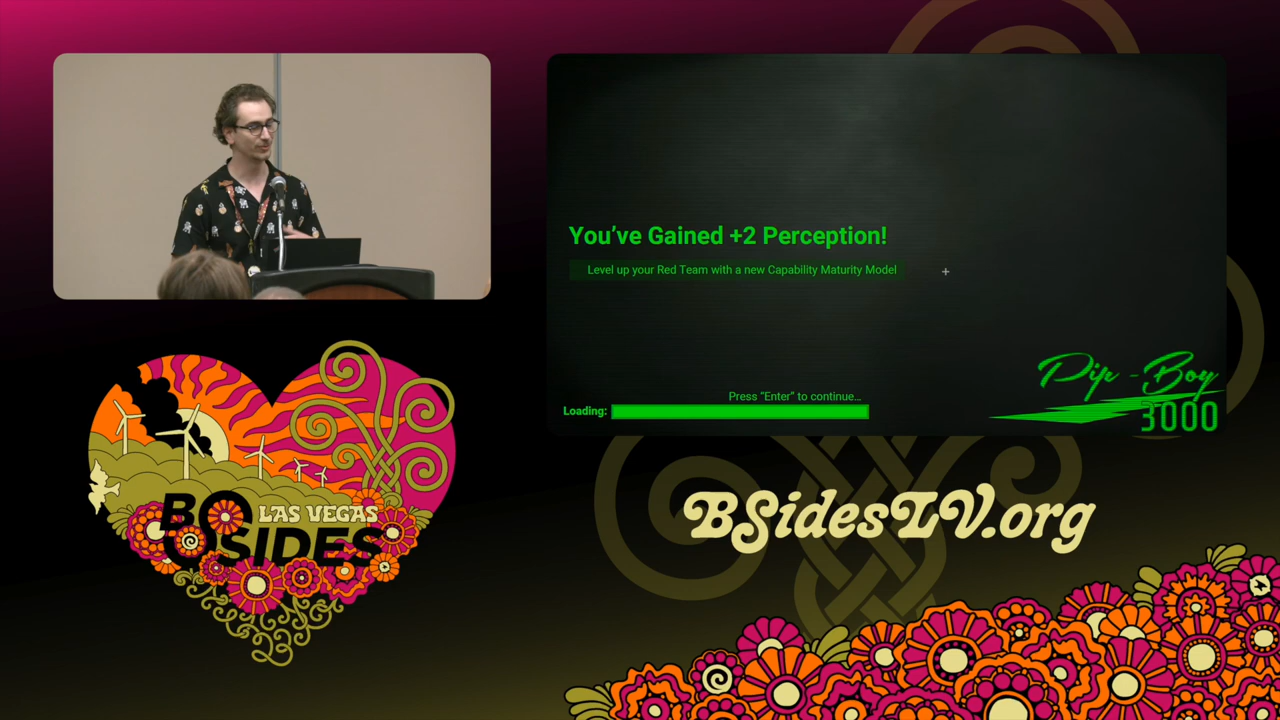 You've Gained +2 Perception!
Level up your Red Team with a new Capability Maturity Model
Press "Enter" to continue...
Loading:
Pip-Boy
3000
LAS VEGAS
BSIDES
BSidesLV.org